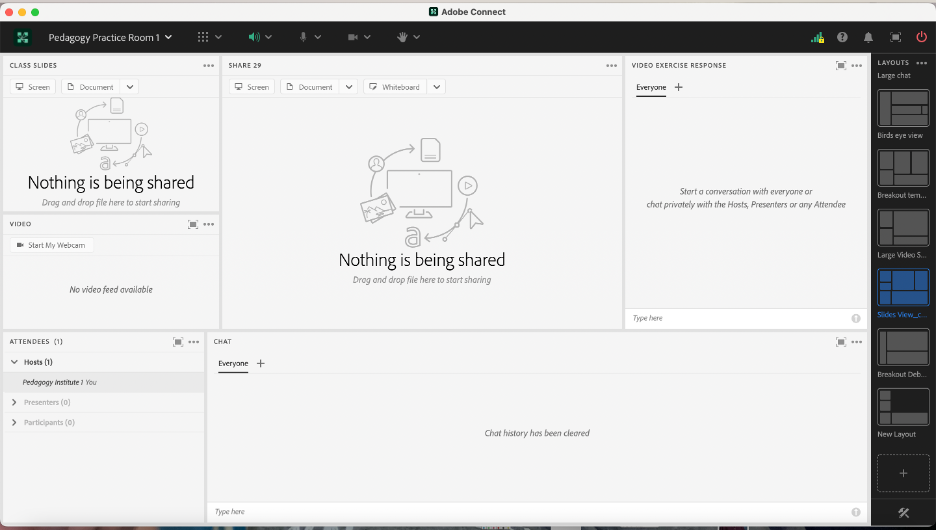 Adobe Connect
Pedagogy Practice Room 1
CLASS SLIDES
Screen Document
Nothing is being shared
Drag and drop file here to start sharing
VIDEO
Start My Webcam
No video feed available
SHARE 29
Screen Document Whiteboard
Nothing is being shared
Drag and drop file here to start sharing
VIDEO EXERCISE RESPONSE
Everyone
Start a conversation with everyone or
chat privately with the Hosts, Presenters or any Attendee
Type here
ATTENDEES (1)
Hosts (1)
Pedagogy Institute 1 You
Presenters (0)
Participants (0)
CHAT
Everyone
Chat history has been cleared
Type here
LAYOUTS
Large chat
Birds eye view
Breakout tem...
Large Video S...
Slides View_c...
Breakout Deb...
New Layout